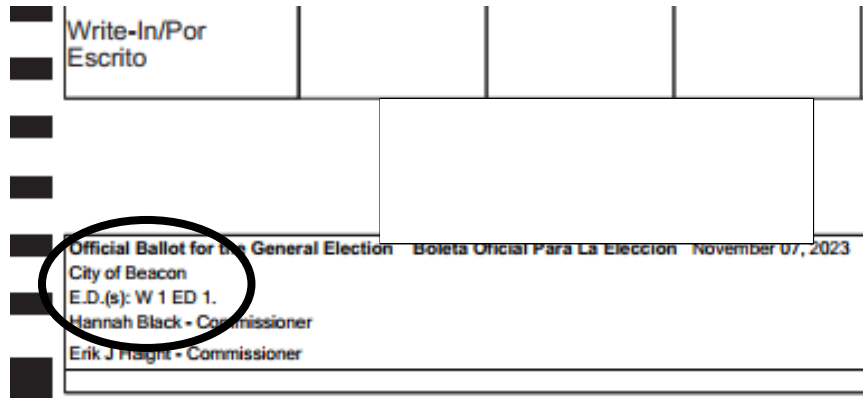 Write-In/Por
Escrito
Official Ballot for the General Election Boleta Oficial Para La Elección November 07, 2023
City of Beacon
E.D.(s): W 1 ED 1.
Hannah Black - Commissioner
Erik J Haight - Commissioner